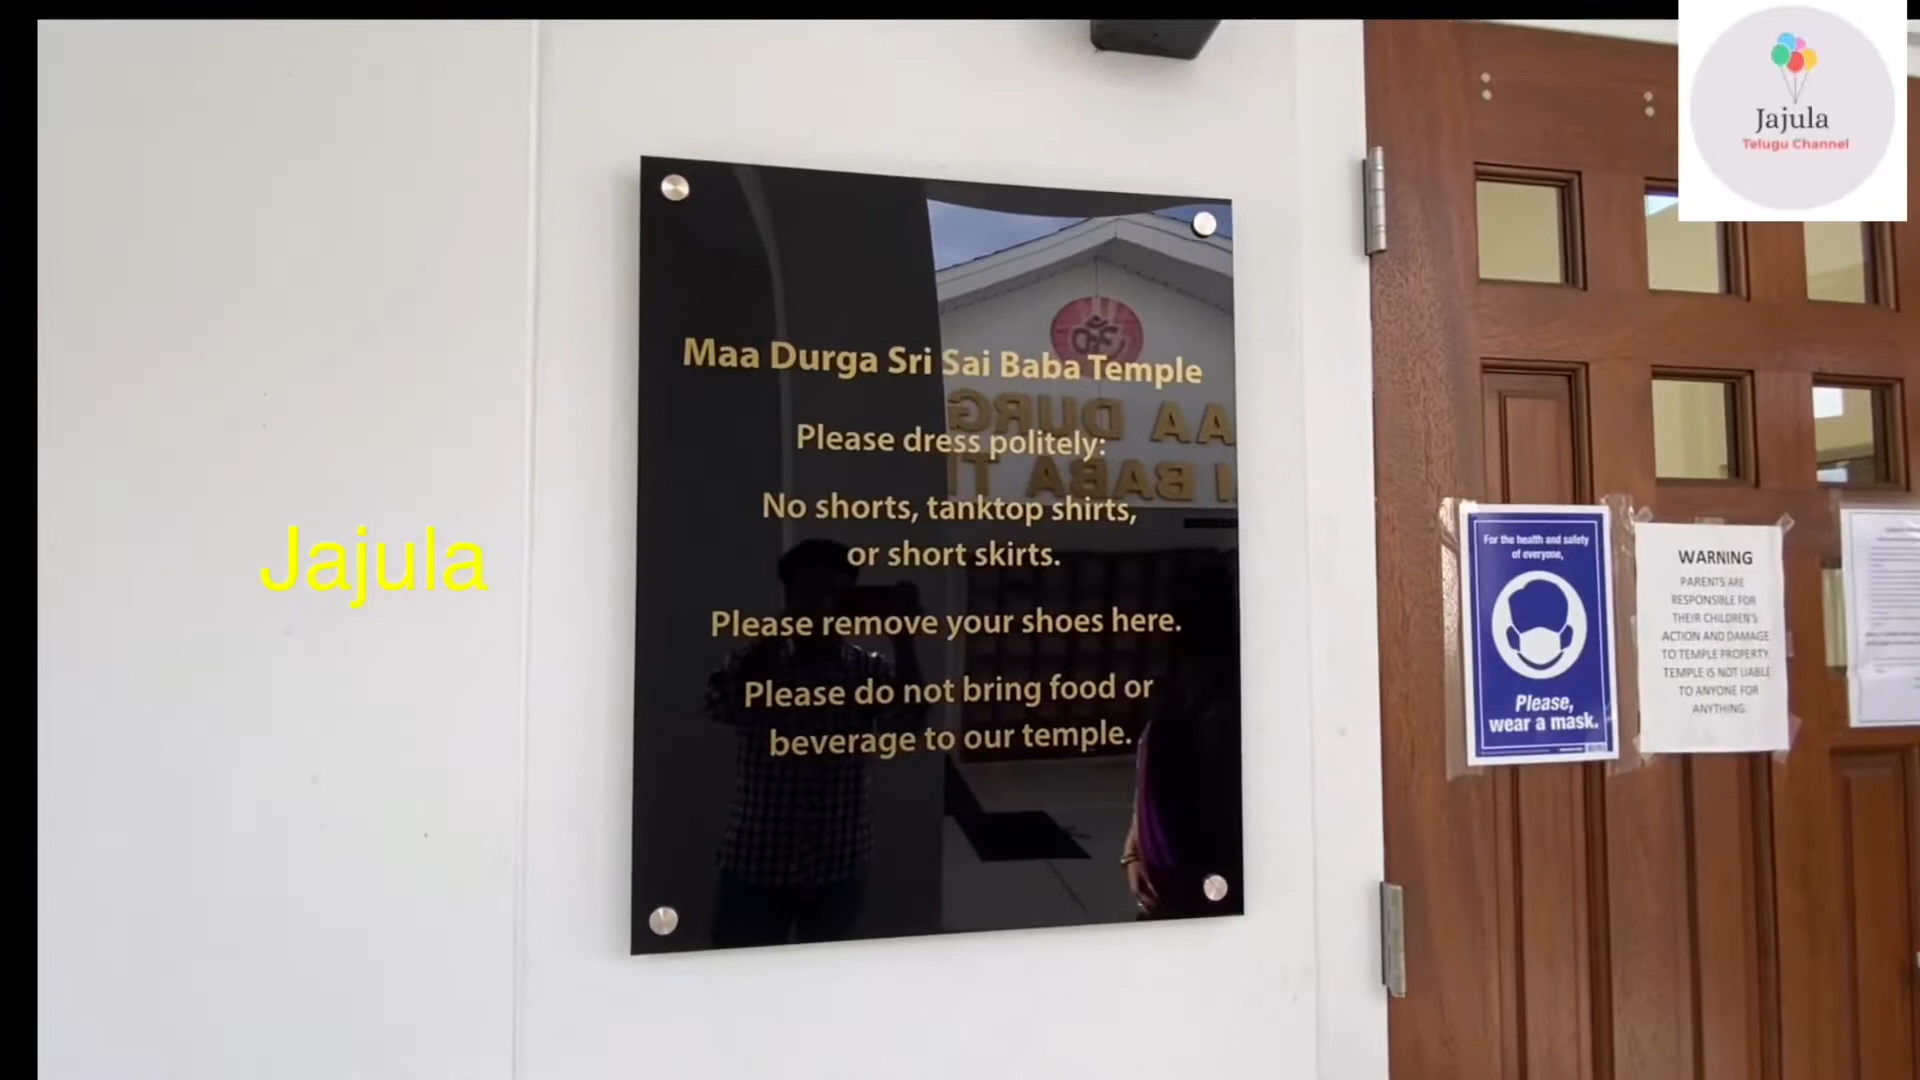 Jajula
Telugu Channel
Maa Durga Sri Sai Baba Temple
Please dress politely:
No shorts, tanktop shirts,
or short skirts.
Please remove your shoes here.
Please do not bring food or
beverage to our temple.
Jajula
For the health and safety
of everyone,
Please,
wear a mask.
WARNING
PARENTS ARE
RESPONSIBLE FOR
THEIR CHILDREN'S
ACTION AND DAMAGE
TO TEMPLE PROPERTY.
TEMPLE IS NOT LIABLE
TO ANYONE FOR
ANYTHING.